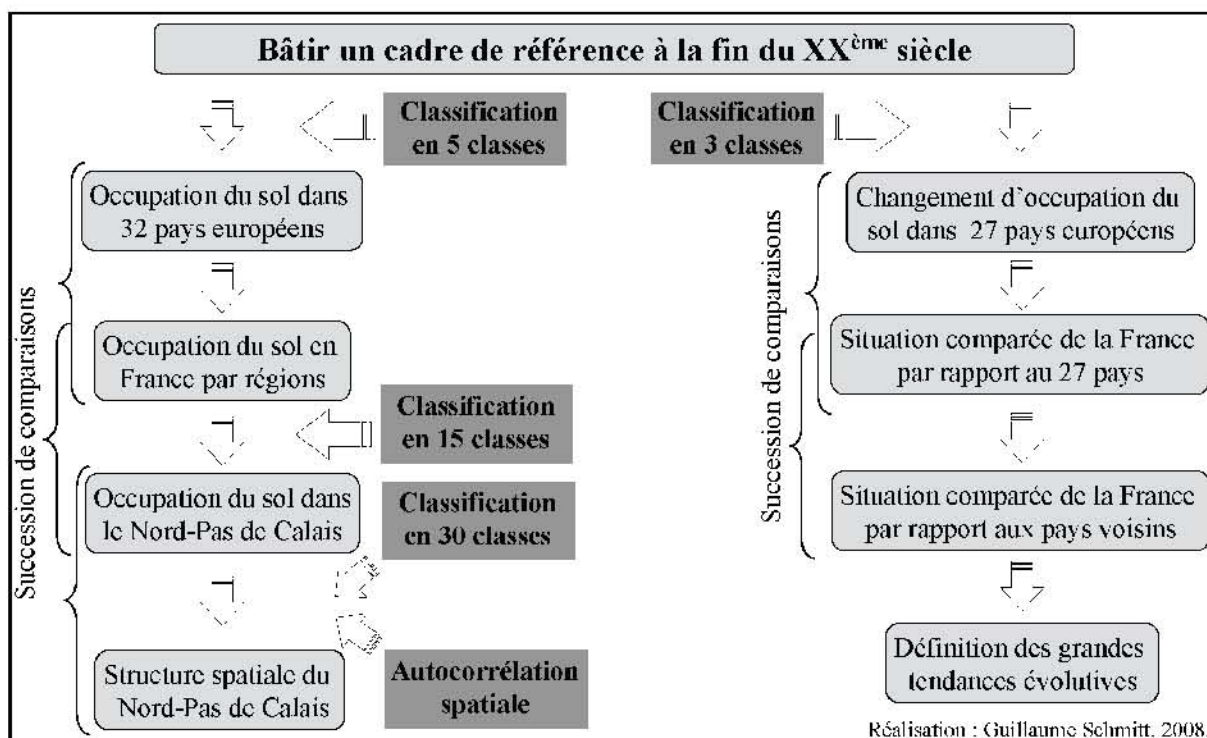 Bâtir un cadre de référence à la fin du XXème siècle
Classification
en 5 classes
Classification
en 3 classes
Occupation du sol dans
32 pays européens
Changement d'occupation du
sol dans 27 pays européens
Succession de comparaisons
Succession de comparaisons
Occupation du sol en
France par régions
Situation comparée de la France
par rapport au 27 pays
Classification
en 15 classes
Occupation du sol dans
le Nord-Pas de Calais
Classification
en 30 classes
Situation comparée de la France
par rapport aux pays voisins
Structure spatiale du
Nord-Pas de Calais
Autocorrélation
spatiale
Définition des grandes
tendances évolutives
Réalisation : Guillaume Schmitt, 2008.